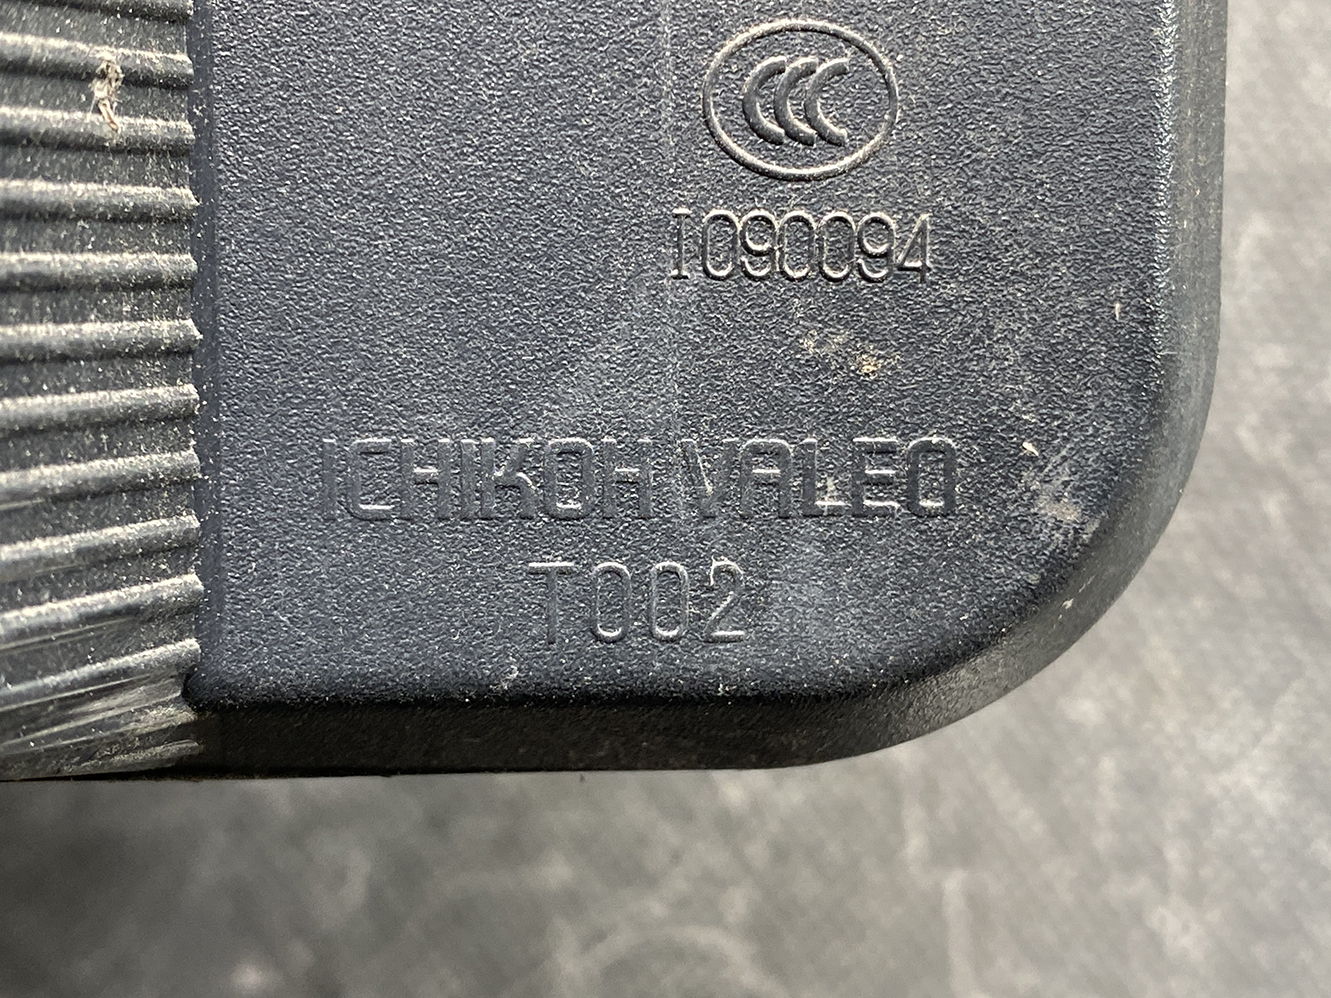 CCC
I090094
ICHIKOH VALEO
T002